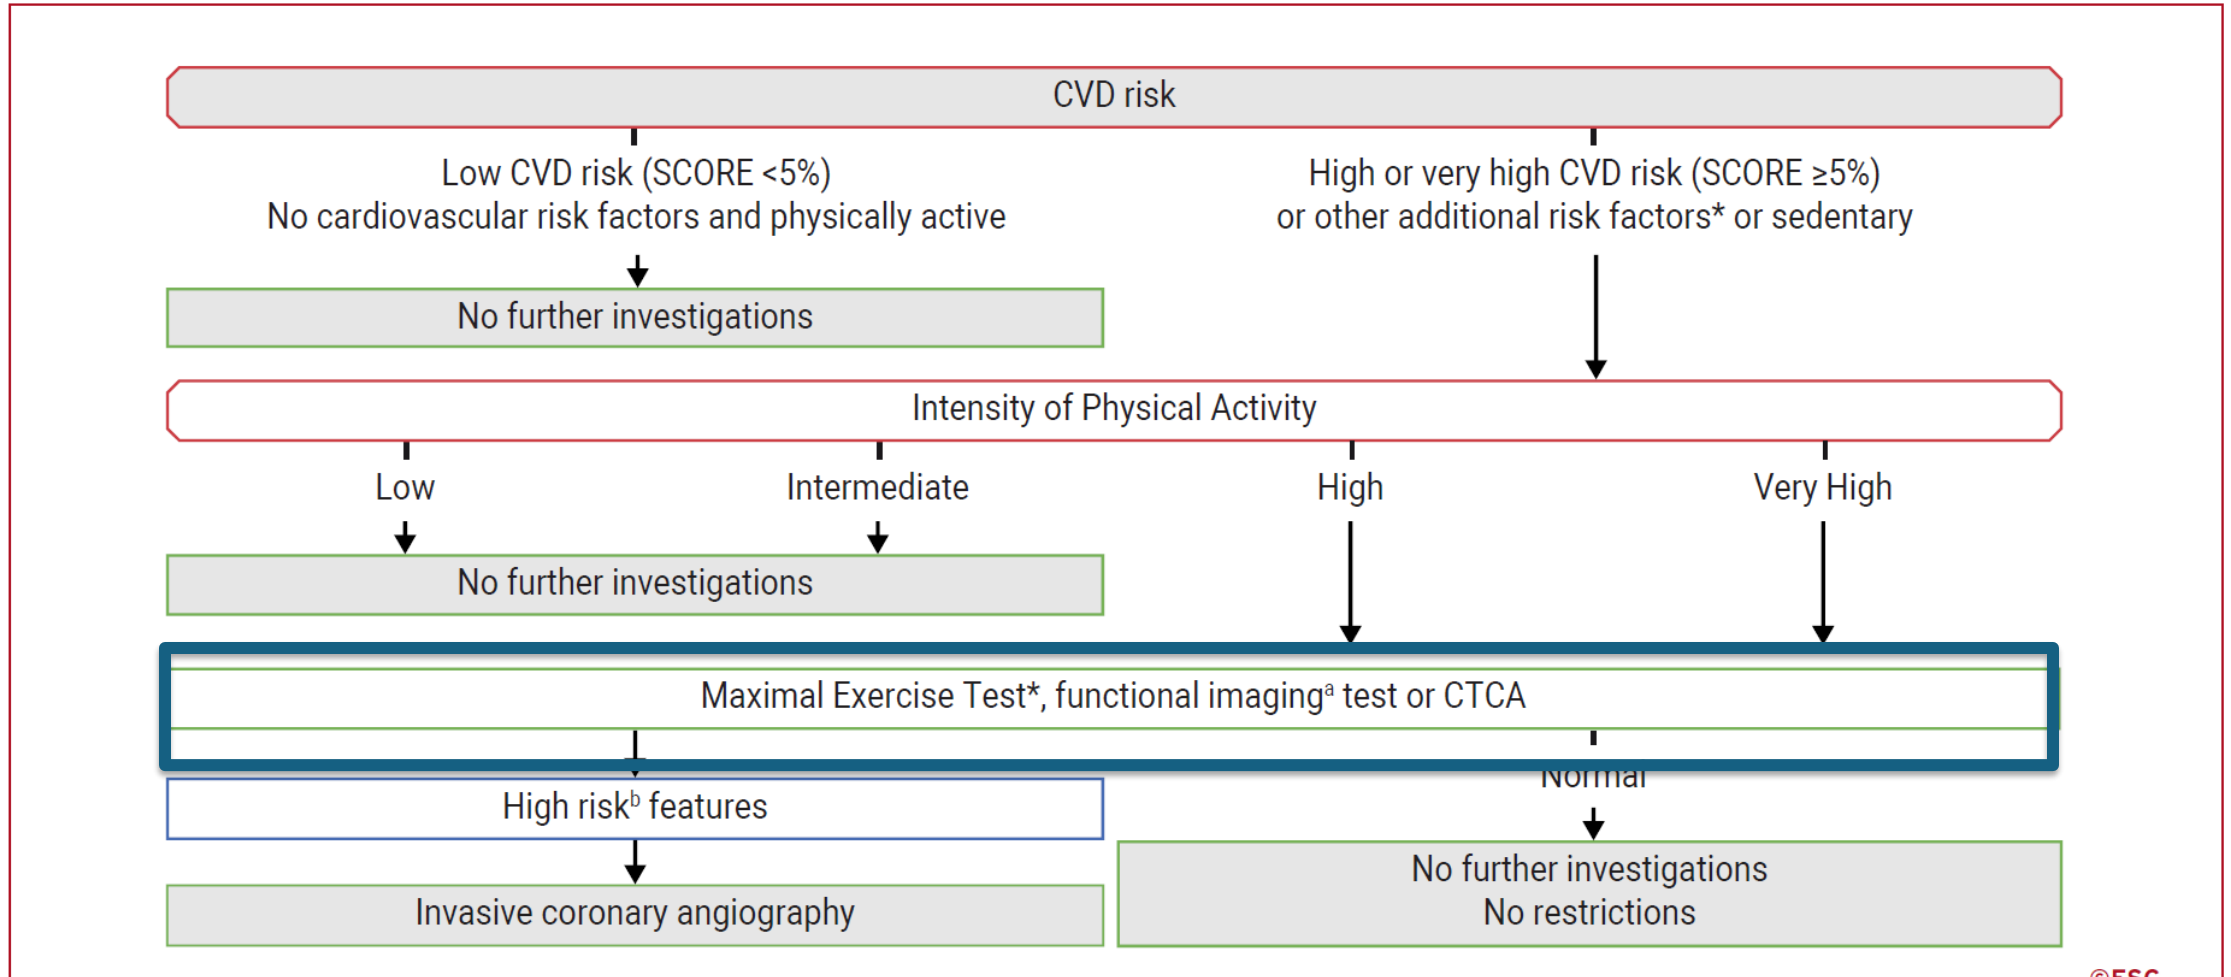 CVD risk
Low CVD risk (SCORE <5%)
No cardiovascular risk factors and physically active
High or very high CVD risk (SCORE ≥5%)
or other additional risk factors* or sedentary
No further investigations
Intensity of Physical Activity
Low
Intermediate
High
Very High
No further investigations
Maximal Exercise Test*, functional imagingᵃ test or CTCA
High riskᵇ features
Normal
Invasive coronary angiography
No further investigations
No restrictions
©ESC